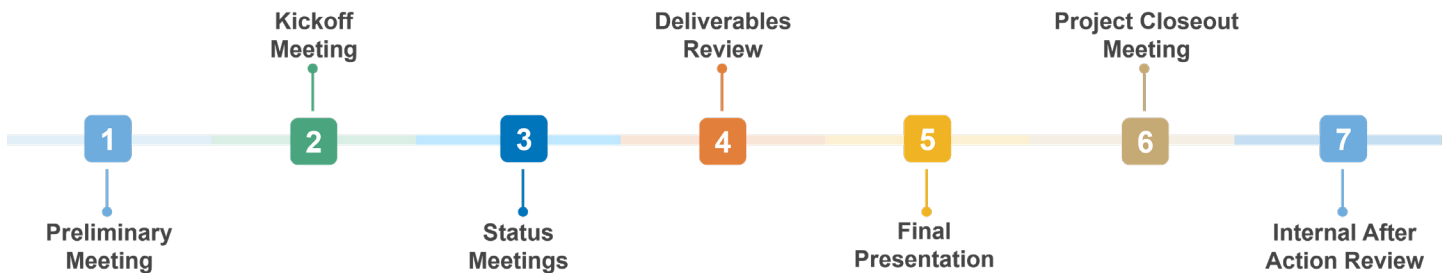 Kickoff
Meeting
Deliverables
Review
Project Closeout
Meeting
1
2
3
4
5
6
7
Preliminary
Meeting
Status
Meetings
Final
Presentation
Internal After
Action Review